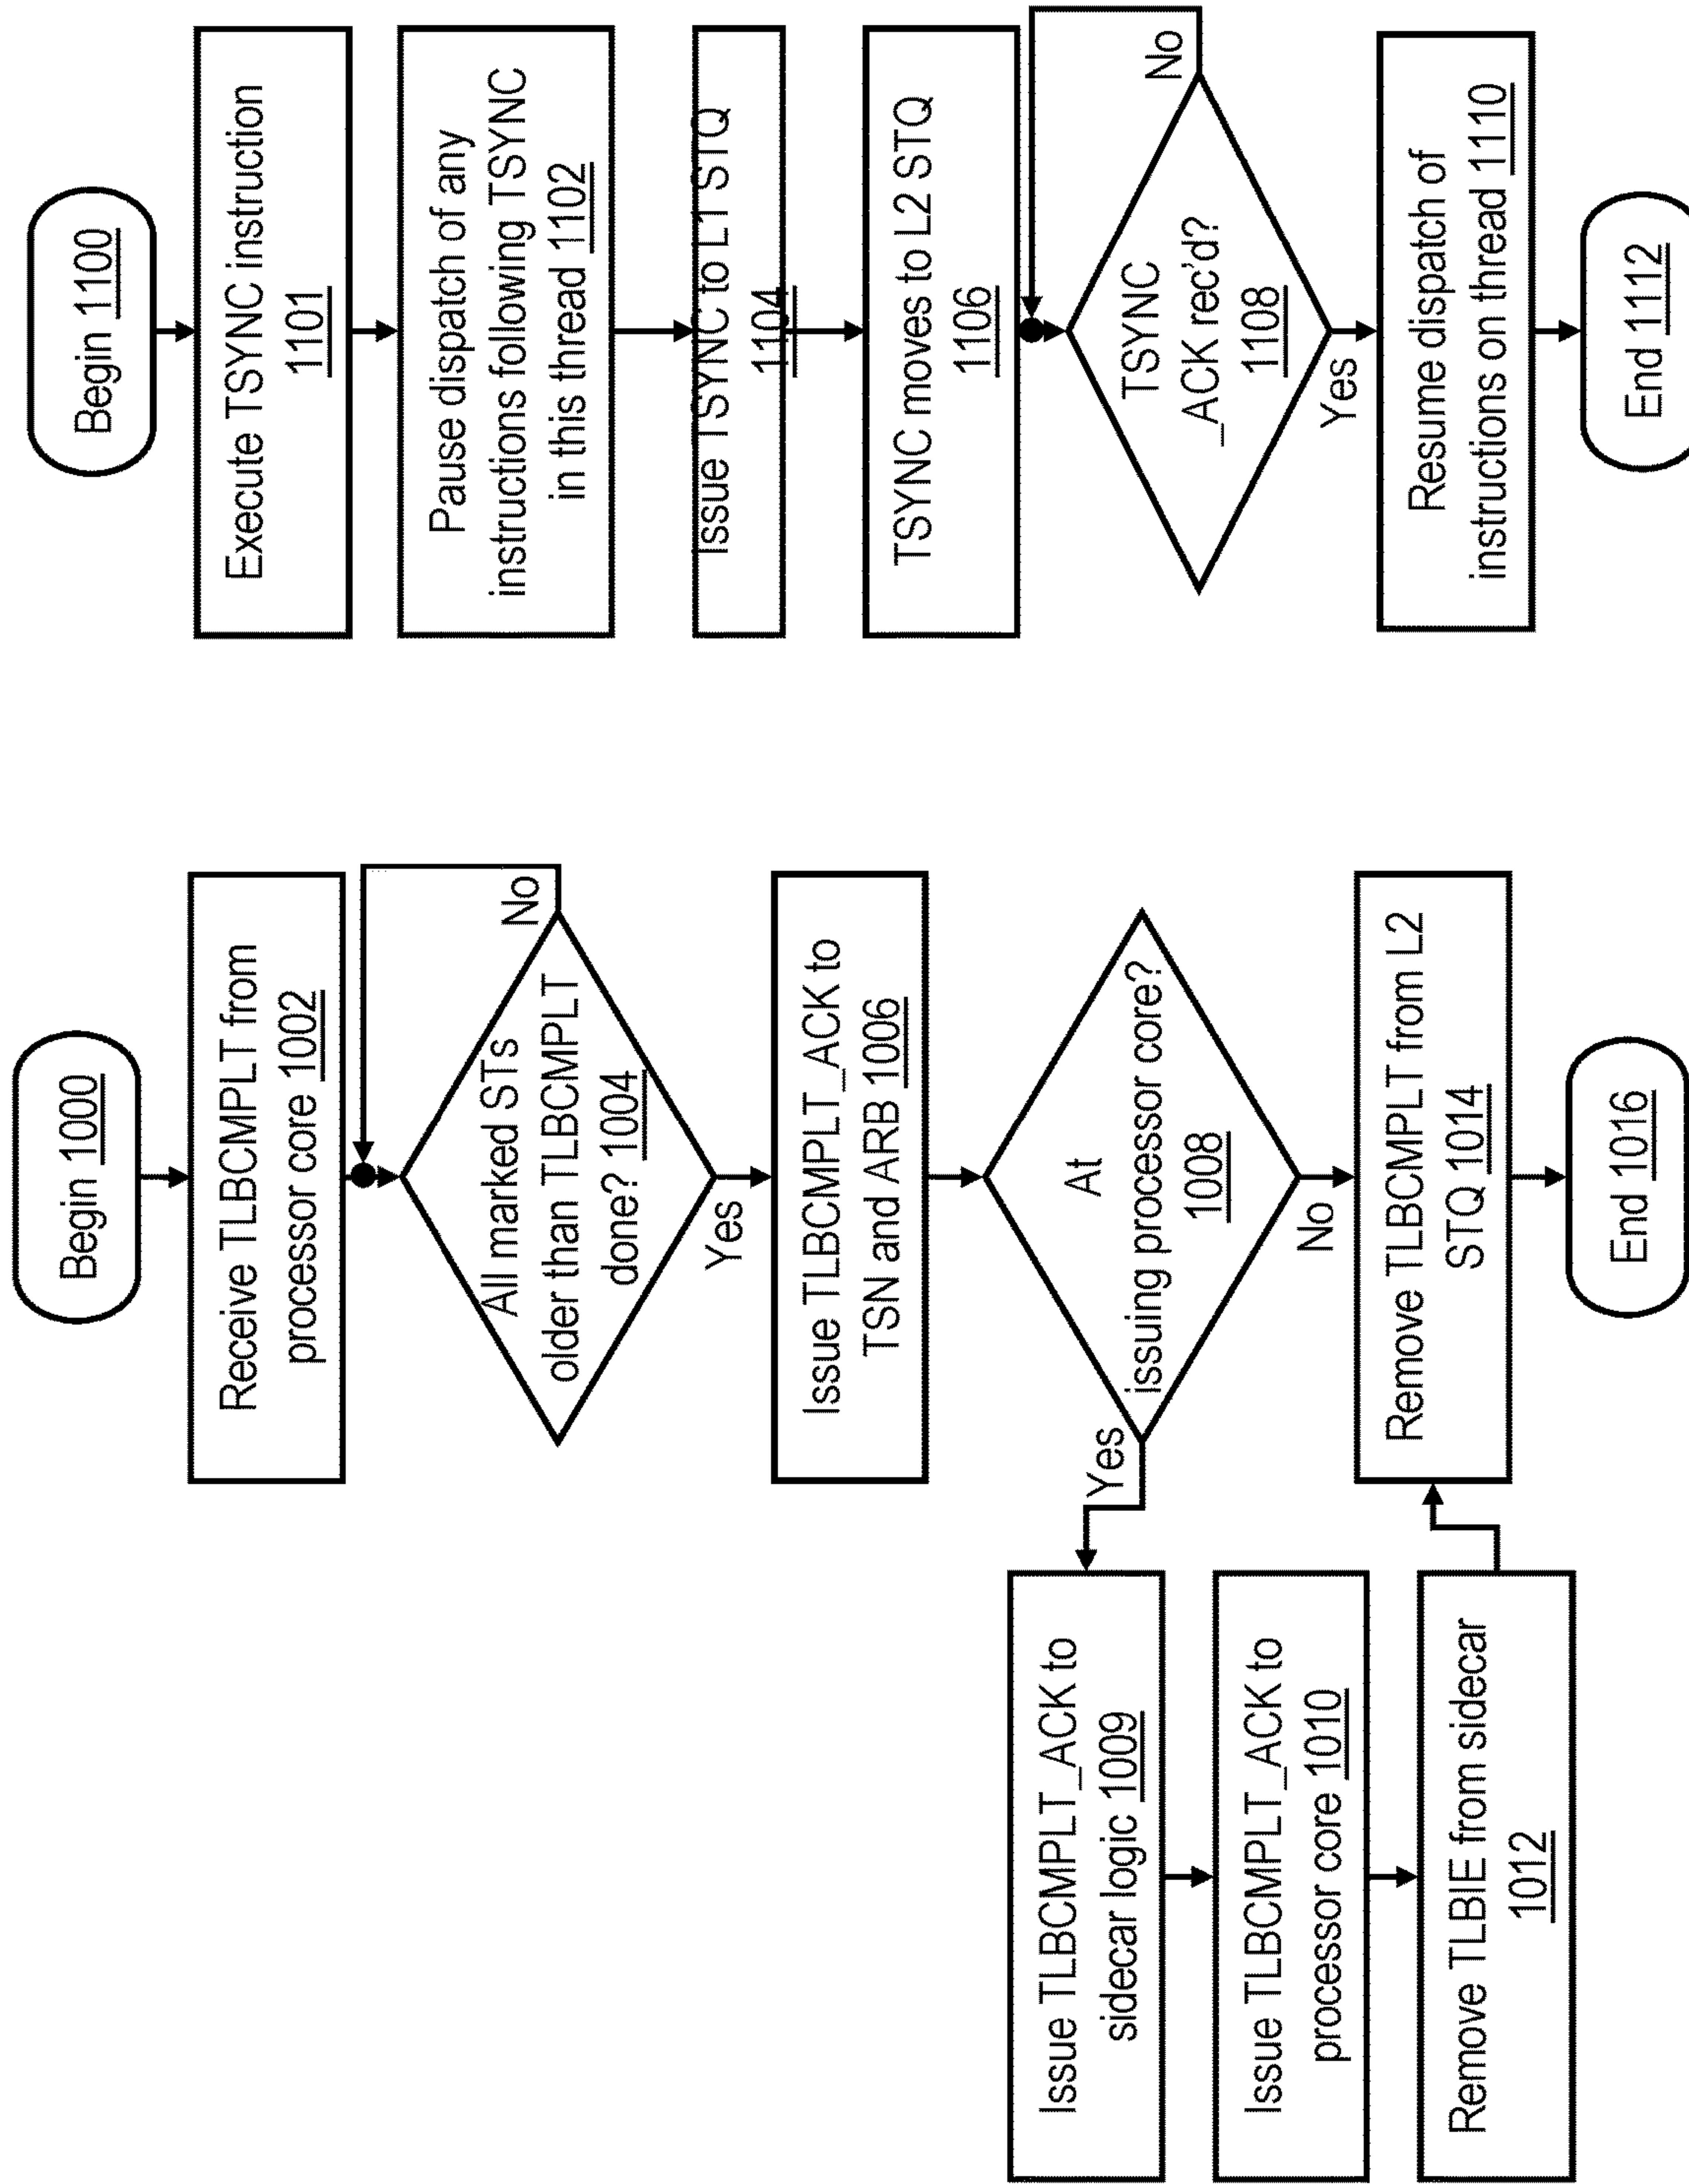 Begin 1000
Receive TLBCMPLT from
processor core 1002
No
All marked STs
older than TLBCMPLT
done? 1004
Yes
Issue TLBCMPLT_ACK to
TSN and ARB 1006
At
issuing processor core?
1008
Yes
No
Issue TLBCMPLT_ACK to
sidecar logic 1009
Issue TLBCMPLT_ACK to
processor core 1010
Remove TLBIE from sidecar
1012
Remove TLBCMPLT from L2
STQ 1014
End 1016
Begin 1100
Execute TSYNC instruction
1101
Pause dispatch of any
instructions following TSYNC
in this thread 1102
Issue TSYNC to L1 STQ
1104
TSYNC moves to L2 STQ
1106
No
TSYNC
_ACK rec'd?
1108
Yes
Resume dispatch of
instructions on thread 1110
End 1112